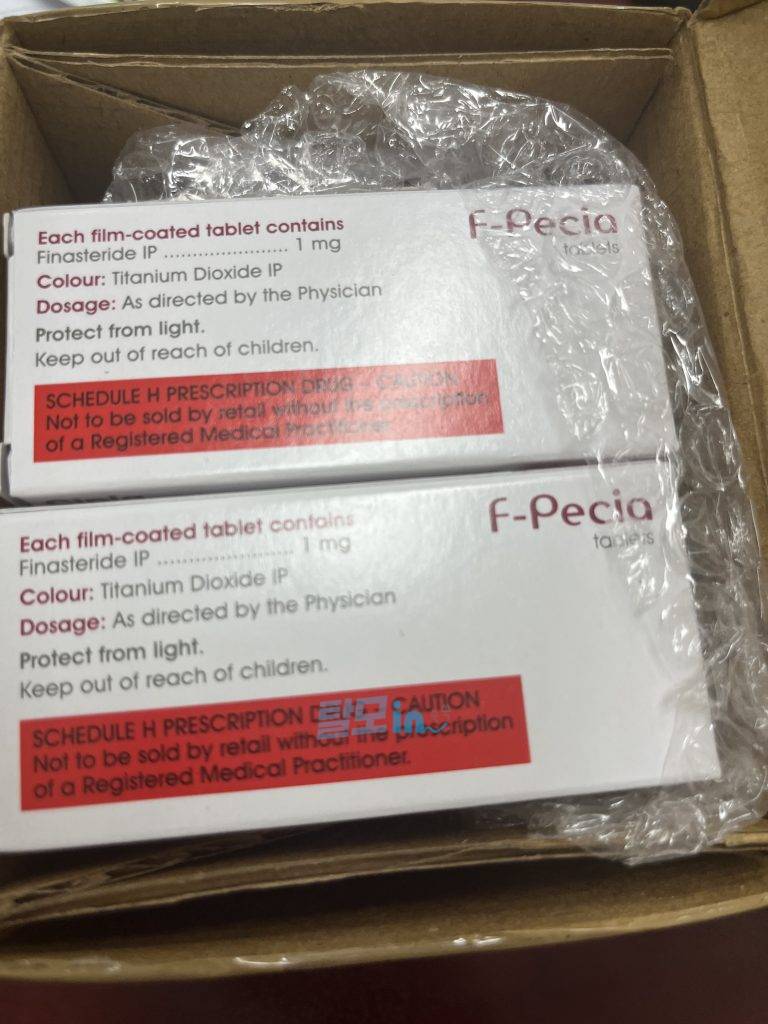 F-Pecia
tablets
Each film-coated tablet contains
Finasteride IP ...................... 1 mg
Colour: Titanium Dioxide IP
Dosage: As directed by the Physician
Protect from light.
Keep out of reach of children.
SCHEDULE H PRESCRIPTION DRUG – CAUTION
Not to be sold by retail without the prescription
of a Registered Medical Practitioner.
F-Pecia
tablets
Each film-coated tablet contains
Finasteride IP ........................ 1 mg
Colour: Titanium Dioxide IP
Dosage: As directed by the Physician
Protect from light.
Keep out of reach of children.
SCHEDULE H PRESCRIPTION CAUTION
Not to be sold by retail without the prescription
of a Registered Medical Practitioner.
탈모in